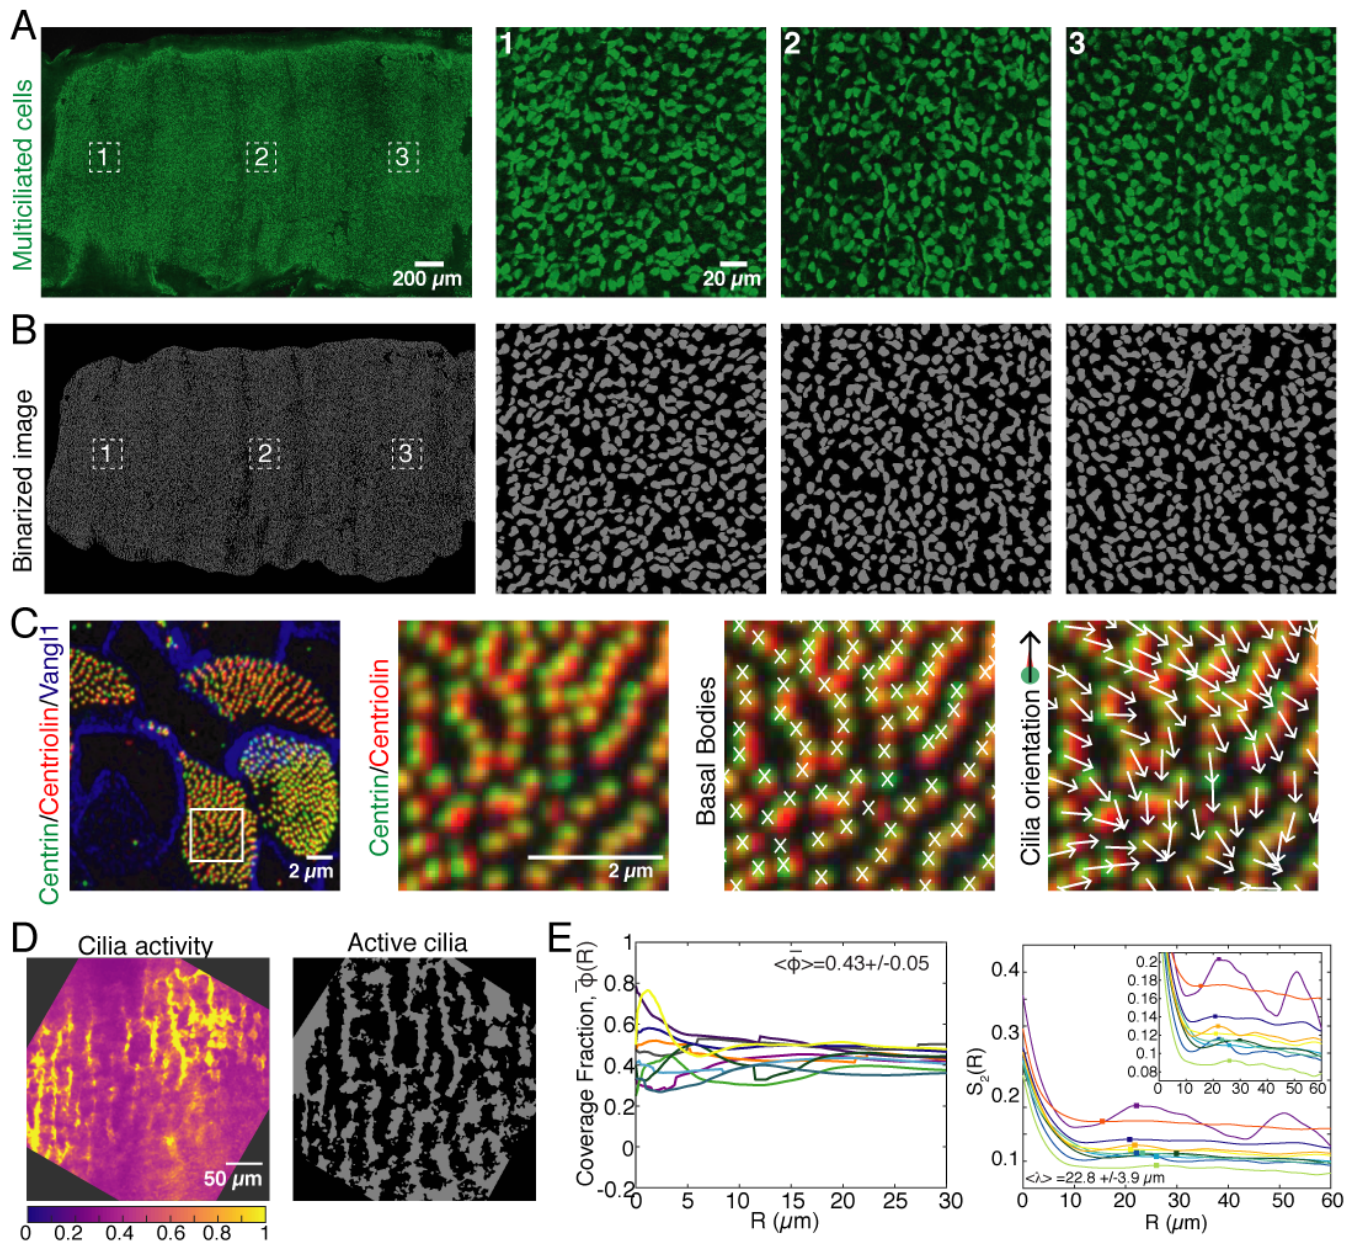 A
Multiciliated cells
1
2
3
200 µm
1
20 µm
2
3
B
Binarized image
1
2
3
C
Centrin/Centriolin/Vangl1
2 µm
Centrin/Centriolin
2 µm
Basal Bodies
Cilia orientation
D
Cilia activity
50 µm
0 0.2 0.4 0.6 0.8 1
Active cilia
E
Coverage Fraction, ϕ̅(R)
1
0.8
0.6
0.4
0.2
0
-0.2
<ϕ̅>=0.43+/-0.05
0 5 10 15 20 25 30
R (µm)
S₂(R)
0.4
0.3
0.3
0.2
0.1
0.2
0.18
0.16
0.13
0.12
0.1
0.08
0 10 20 30 40 50 60
<λ̂> =22.8 +/-3.9 µm
0 10 20 30 40 50 60
R (µm)